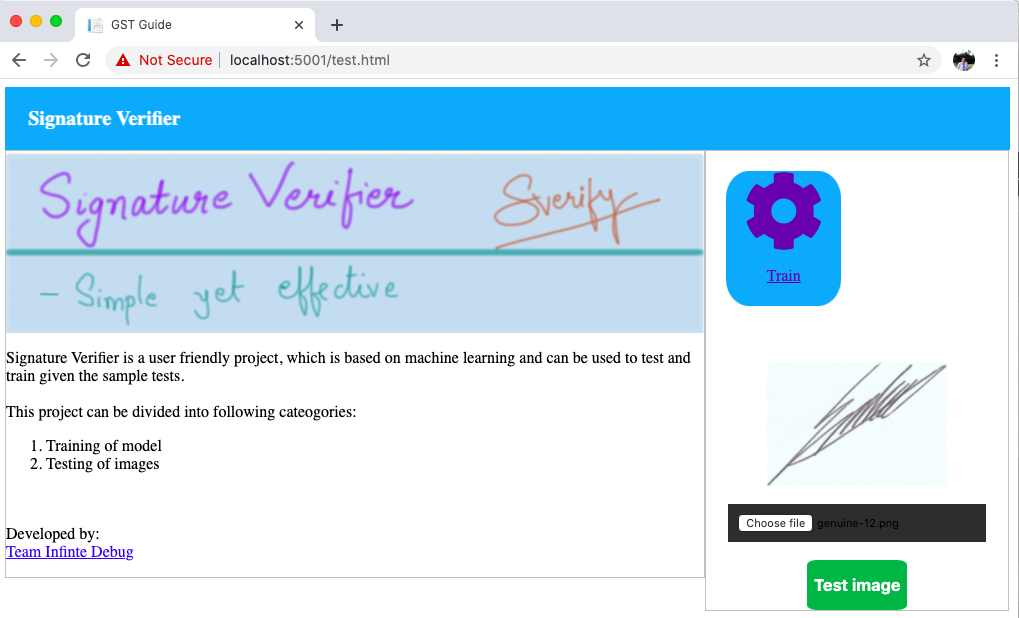 GST Guide
Not Secure | localhost:5001/test.html
Signature Verifier
Signature Verifier
Sverify
- Simple yet effective
Signature Verifier is a user friendly project, which is based on machine learning and can be used to test and
train given the sample tests.
This project can be divided into following cateogories:
1. Training of model
2. Testing of images
Developed by:
Team Infinte Debug
Train
Choose file genuine-12.png
Test image